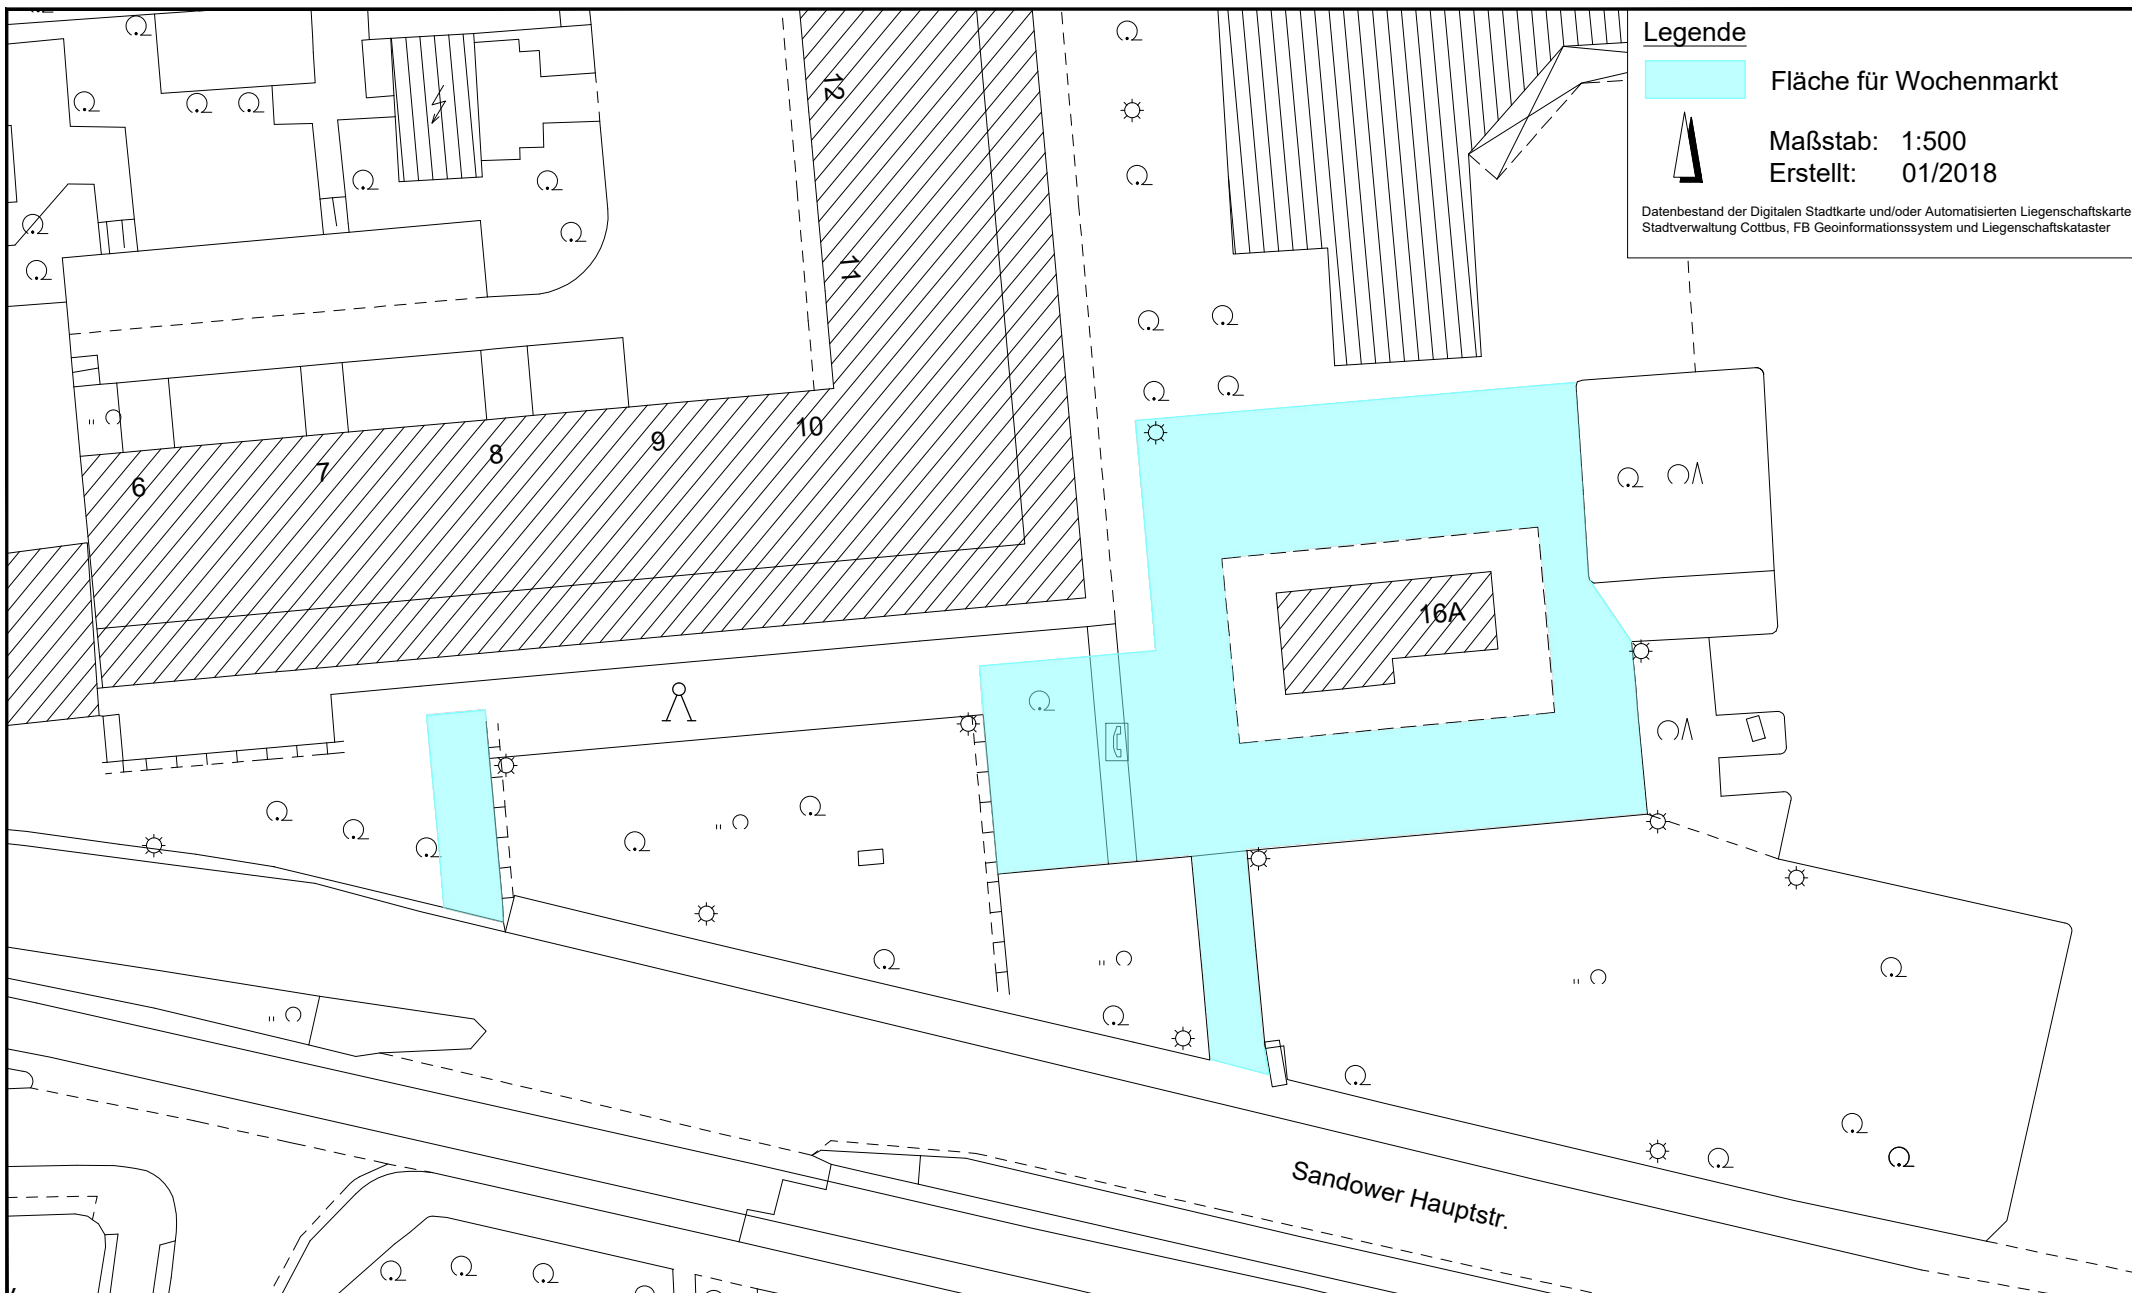 Legende
Fläche für Wochenmarkt
Maßstab: 1:500
Erstellt: 01/2018
Datenbestand der Digitalen Stadtkarte und/oder Automatisierten Liegenschaftskarte
Stadtverwaltung Cottbus, FB Geoinformationssystem und Liegenschaftskataster
12
11
10
9
8
7
6
16A
Sandower Hauptstr.